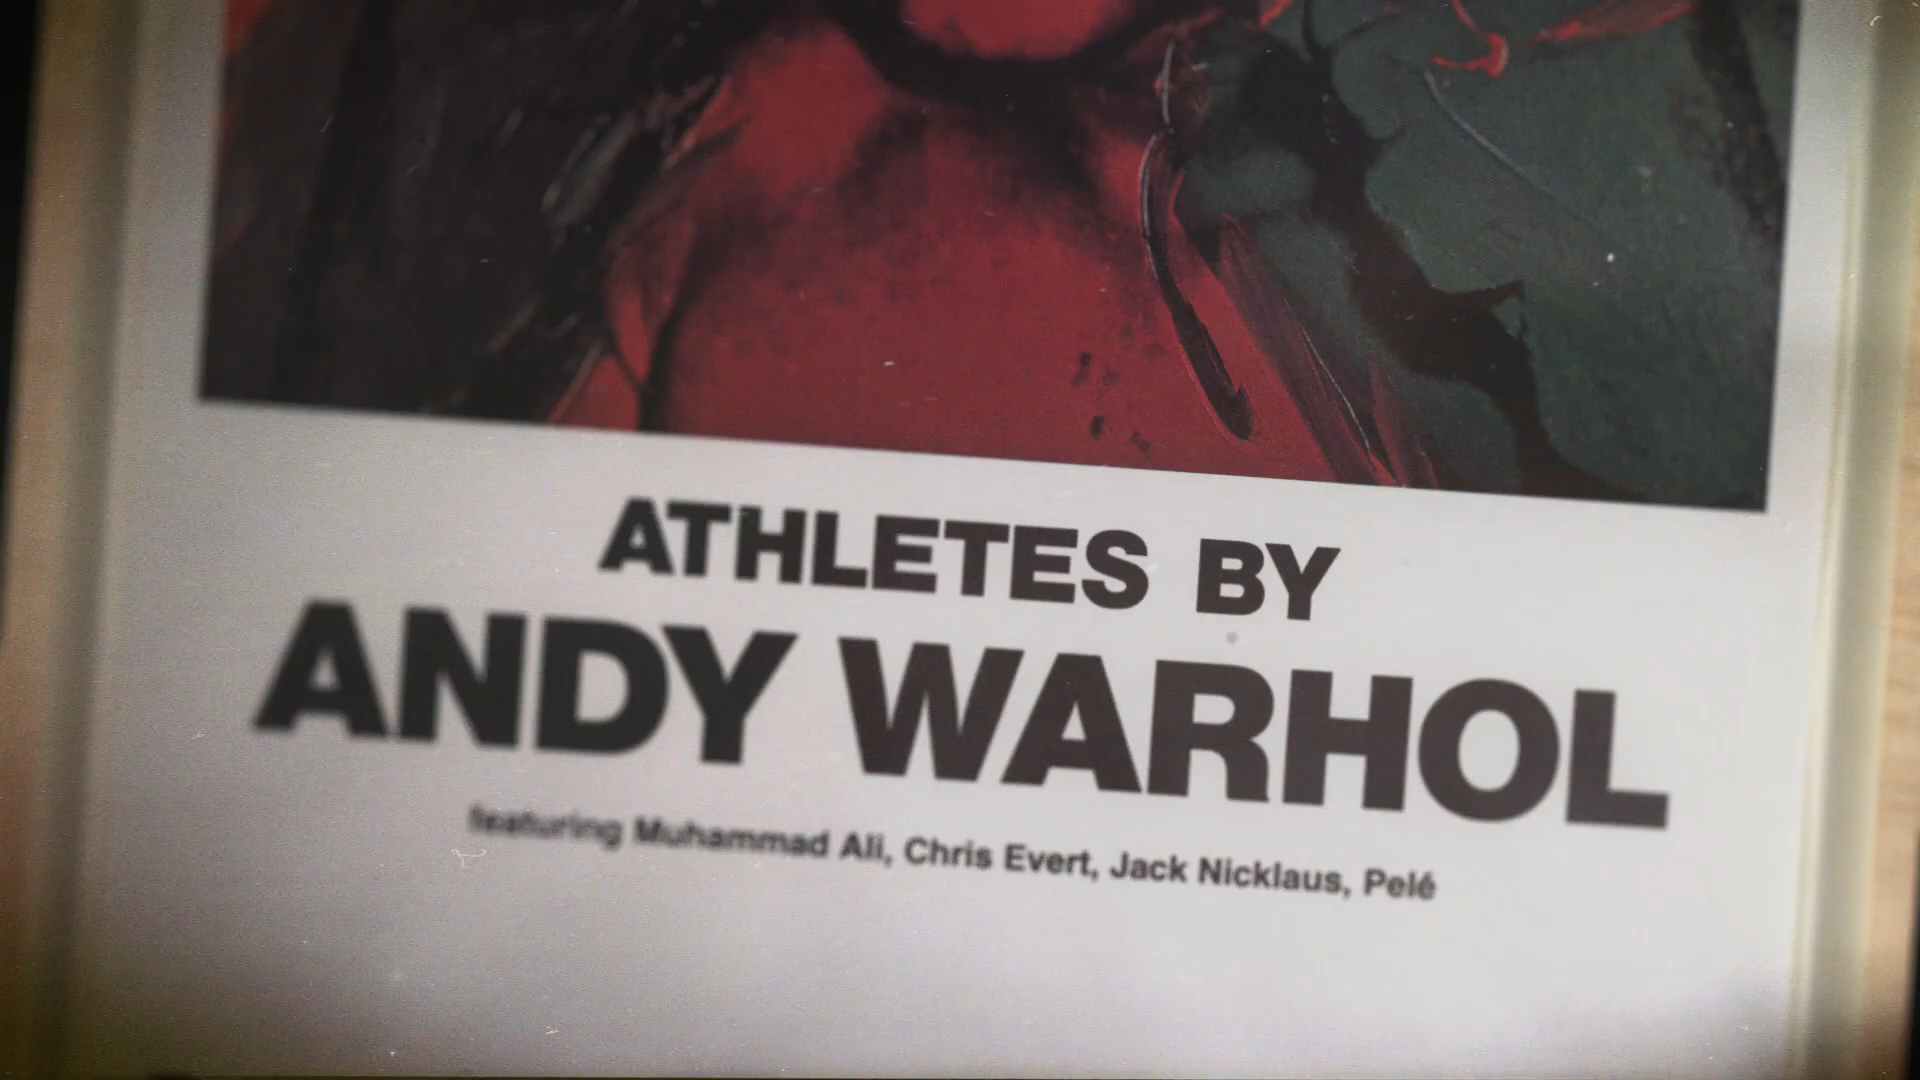 ATHLETES BY
ANDY WARHOL
featuring Muhammad Ali, Chris Evert, Jack Nicklaus, Pelé